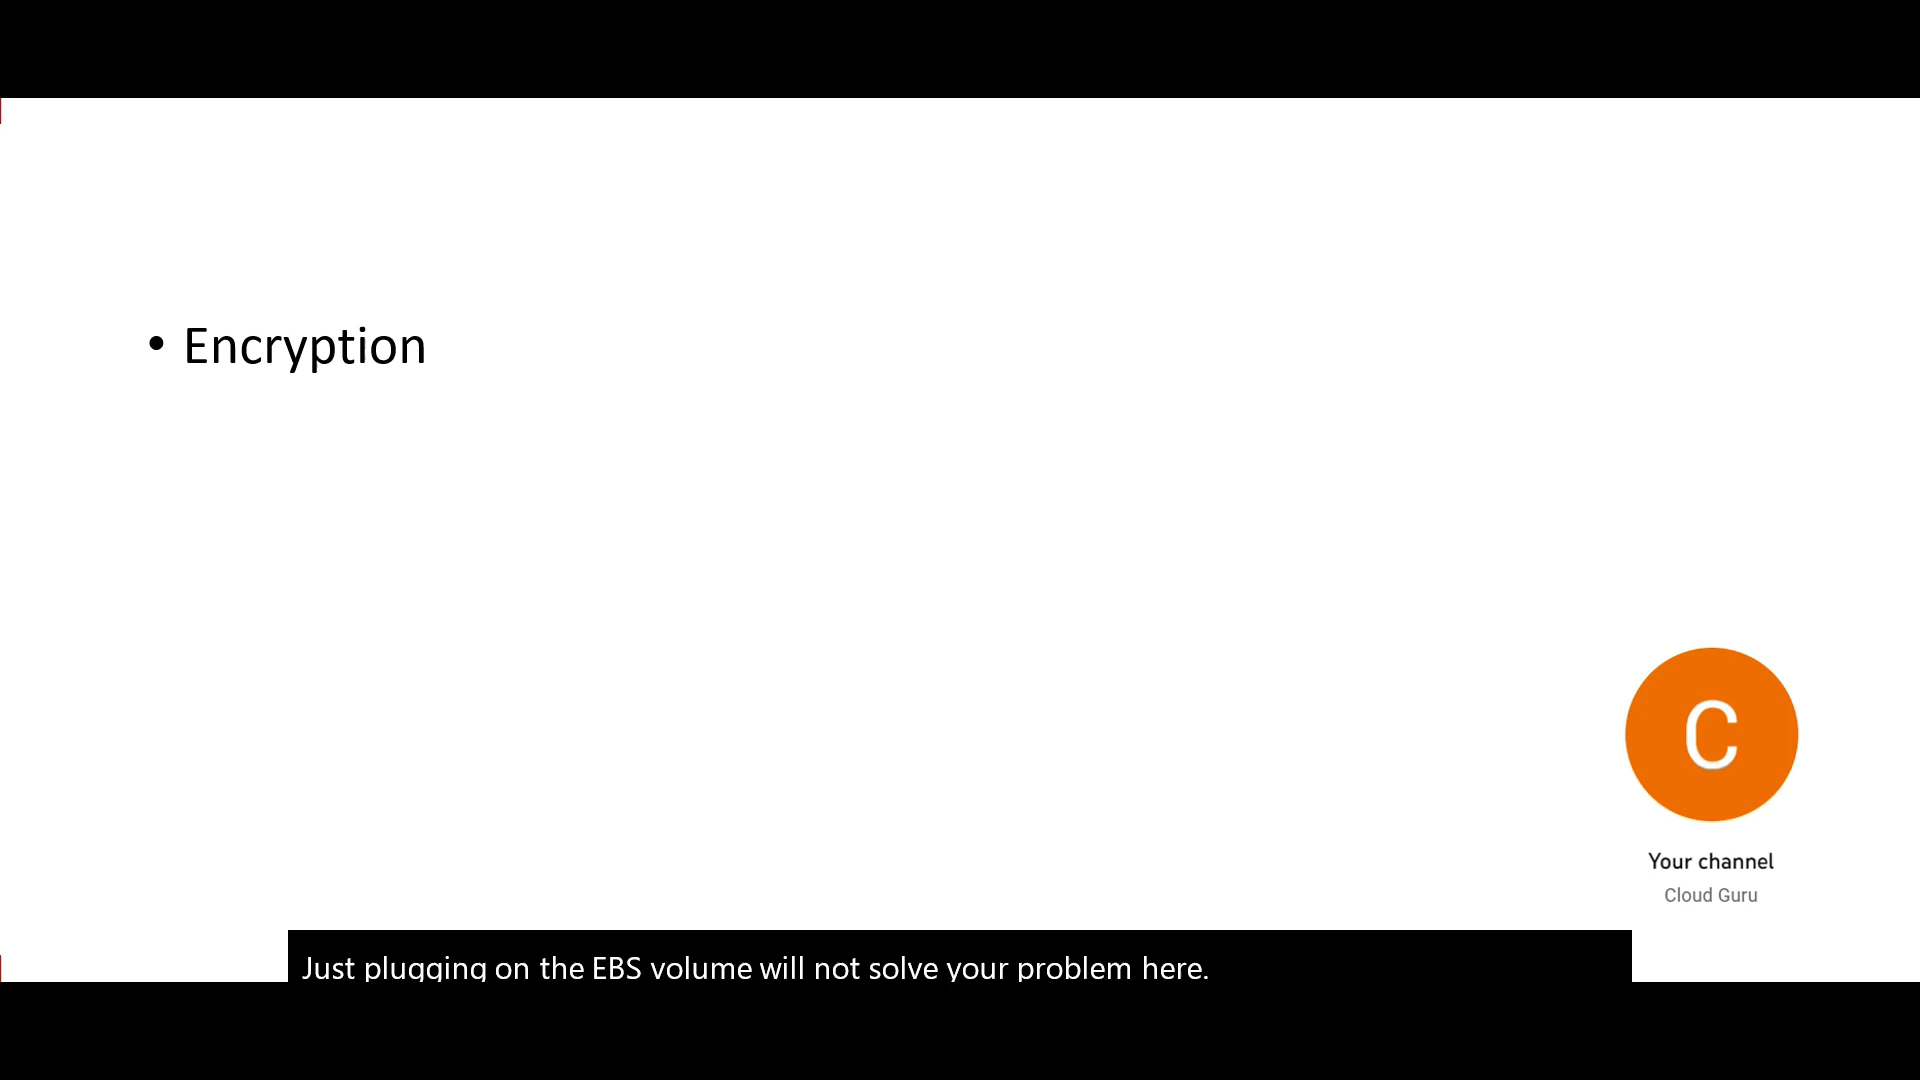 • Encryption
C
Your channel
Cloud Guru
Just plugging on the EBS volume will not solve your problem here.